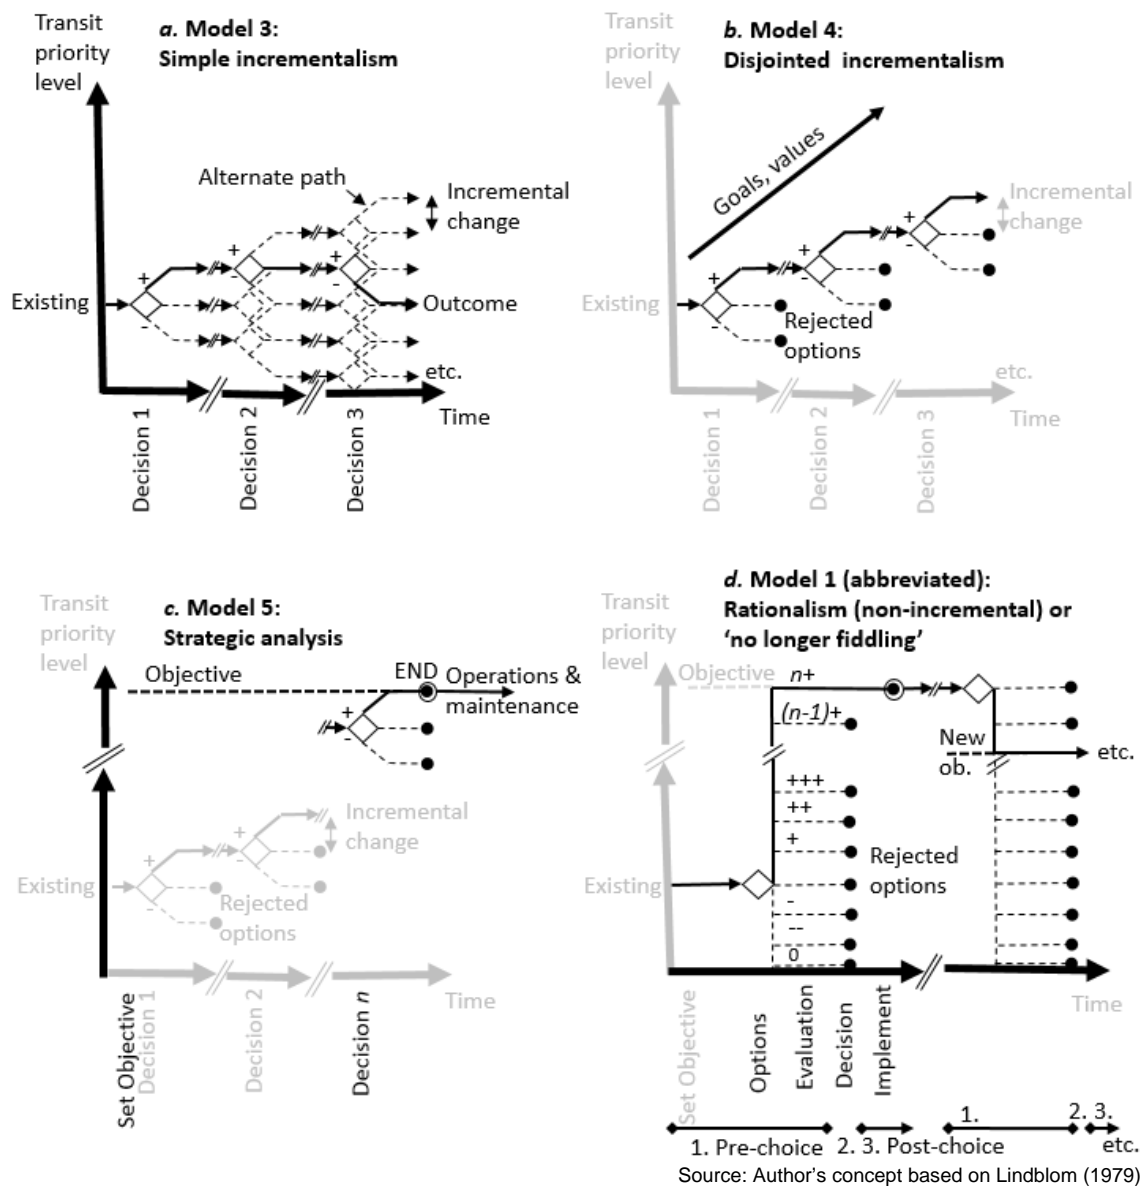 Transit
priority
level
a. Model 3:
Simple incrementalism
Alternate path
Incremental
change
+
+
+
-
-
-
Existing
Outcome
etc.
Time
Decision 1
Decision 2
Decision 3
Transit
priority
level
b. Model 4:
Disjointed incrementalism
Goals, values
Incremental
change
+
+
+
-
-
-
Existing
Rejected
options
etc.
Time
Decision 1
Decision 2
Decision 3
Transit
priority
level
c. Model 5:
Strategic analysis
Objective
END
Operations &
maintenance
+
-
Incremental
change
+
+
-
-
Existing
Rejected
options
Time
Set Objective
Decision 1
Decision 2
Decision n
d. Model 1 (abbreviated):
Rationalism (non-incremental) or
‘no longer fiddling’
Transit
priority
level
Objective
n+
(n-1)+
New
ob.
etc.
+++
++
+
Rejected
options
Existing
-
--
0
Time
Set Objective
Options
Evaluation
Decision
Implement
1.
2. 3.
1. Pre-choice
2. 3. Post-choice
etc.
Source: Author’s concept based on Lindblom (1979)